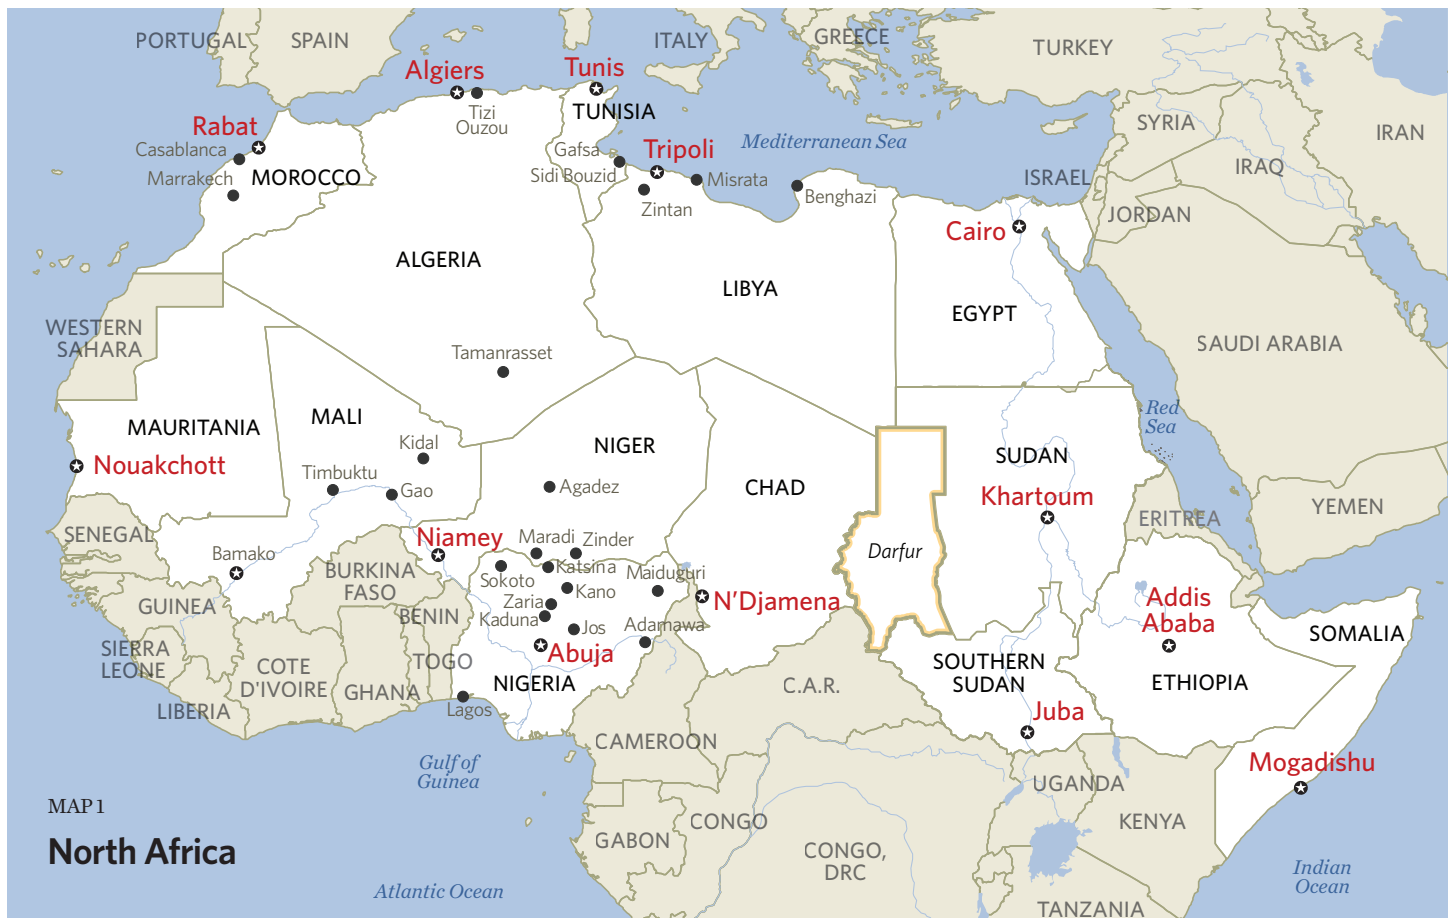 PORTUGAL
SPAIN
ITALY
GREECE
TURKEY
Algiers
Tunis
Tizi
Ouzou
TUNISIA
Rabat
Casablanca
Marrakech
MOROCCO
Gafsa
Sidi Bouzid
Tripoli
Misrata
Zintan
Benghazi
Mediterranean Sea
SYRIA
IRAQ
IRAN
ISRAEL
JORDAN
Cairo
ALGERIA
LIBYA
EGYPT
SAUDI ARABIA
WESTERN
SAHARA
Tamanrasset
MAURITANIA
MALI
Nouakchott
Kidal
Timbuktu
Gao
NIGER
Agadez
CHAD
SUDAN
Khartoum
Red
Sea
YEMEN
ERITREA
SENEGAL
Bamako
Niamey
Maradi
Zinder
Katsina
Sokoto
Maiduguri
Kano
Zaria
Kaduna
Jos
Adamawa
Abuja
NIGERIA
Lagos
N'Djamena
Darfur
BURKINA
FASO
BENIN
GUINEA
SIERRA
LEONE
LIBERIA
COTE
D'IVOIRE
GHANA
TOGO
C.A.R.
SOUTHERN
SUDAN
Juba
Addis
Ababa
ETHIOPIA
SOMALIA
Mogadishu
CAMEROON
Gulf of
Guinea
GABON
CONGO
CONGO,
DRC
UGANDA
KENYA
TANZANIA
Indian
Ocean
Atlantic Ocean
MAP 1
North Africa